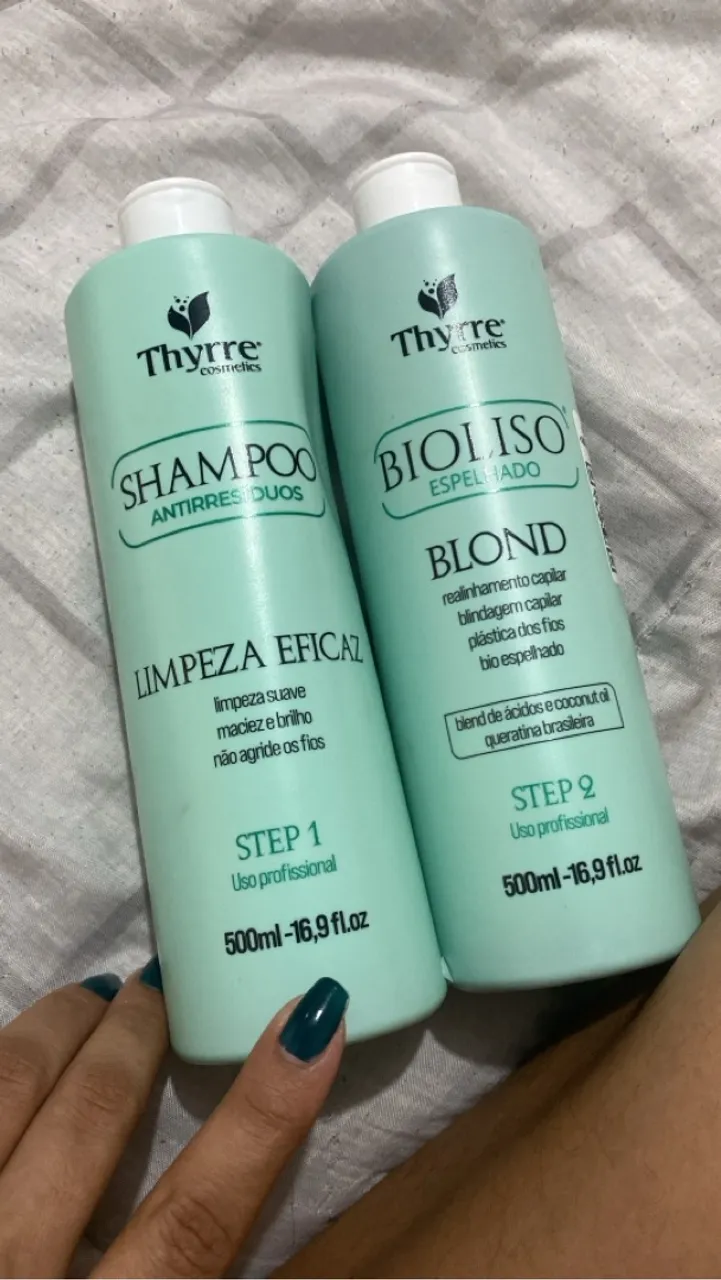 Thyrre
cosmetics
SHAMPOO
ANTIRRESÍDUOS
LIMPEZA EFICAZ
limpeza suave
maciez e brilho
não agride os fios
STEP 1
Uso profissional
500ml-16,9 fl.oz
Thyrre
cosmetics
BIOLISO
ESPELHADO
BLOND
realinhamento capilar
blindagem capilar
plástica dos fios
bio espelhado
blend de ácidos e coconut oil
queratina brasileira
STEP 2
Uso profissional
500ml-16,9 fl.oz